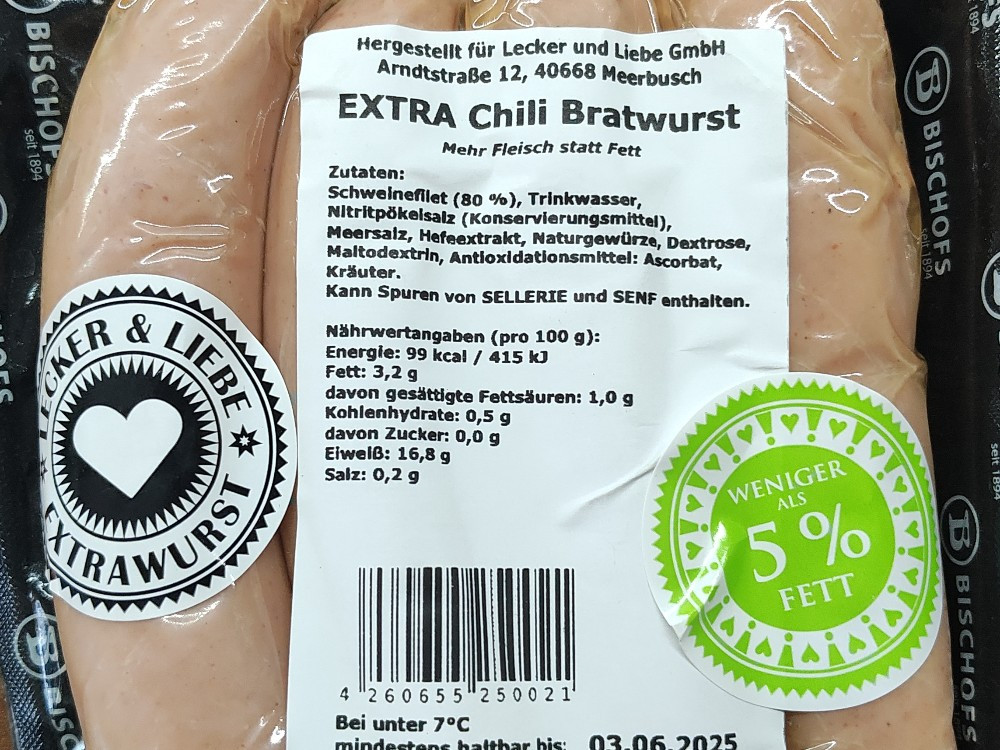 Hergestellt für Lecker und Liebe GmbH
Arndtstraße 12, 40668 Meerbusch
EXTRA Chili Bratwurst
Mehr Fleisch statt Fett
Zutaten:
Schweinefilet (80 %), Trinkwasser,
Nitritpökelsalz (Konservierungsmittel),
Meersalz, Hefeextrakt, Naturgewürze, Dextrose,
Maltodextrin, Antioxidationsmittel: Ascorbat,
Kräuter.
Kann Spuren von SELLERIE und SENF enthalten.
Nährwertangaben (pro 100 g):
Energie: 99 kcal / 415 kJ
Fett: 3,2 g
davon gesättigte Fettsäuren: 1,0 g
Kohlenhydrate: 0,5 g
davon Zucker: 0,0 g
Eiweiß: 16,8 g
Salz: 0,2 g
4 260655 250021
Bei unter 7°C
mindestens haltbar bis: 03.06.2025
LECKER & LIEBE
EXTRAWURST
WENIGER
ALS
5 %
FETT
B BISCHOFS
seit 1894
B BISCHOFS
seit 1894
B BISCHOFS
seit 1894